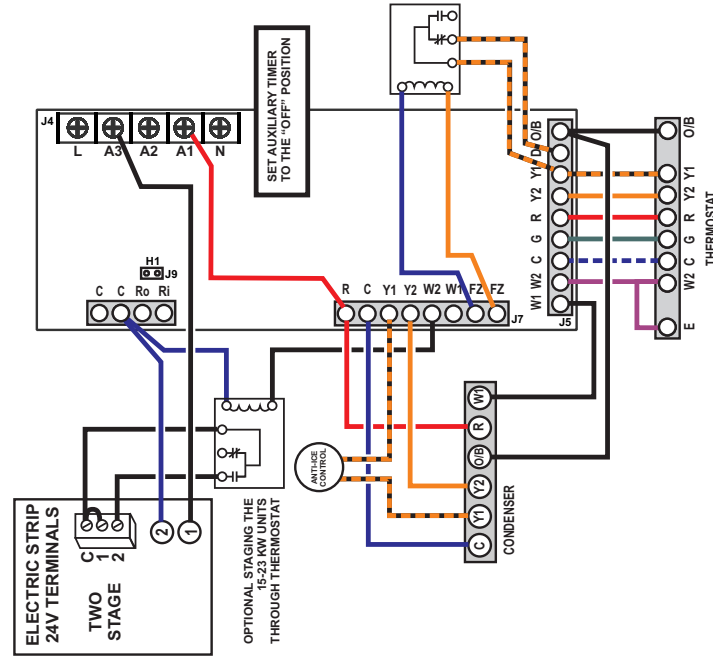 J4
L
A3
A2
A1
N
SET AUXILIARY TIMER
TO THE “OFF” POSITION
H1
J9
C
C
Ro
Ri
R
C
Y1
Y2
W2
W1
FZ
FZ
J7
O/B
D
Y1
Y2
R
G
C
W2
W1
J5
O/B
Y1
Y2
R
G
C
W2
E
THERMOSTAT
ANTI-ICE
CONTROL
W1
R
O/B
Y2
Y1
C
CONDENSER
OPTIONAL STAGING THE
15-23 KW UNITS
THROUGH THERMOSTAT
ELECTRIC STRIP
24V TERMINALS
TWO
STAGE
C
1
2
2
1